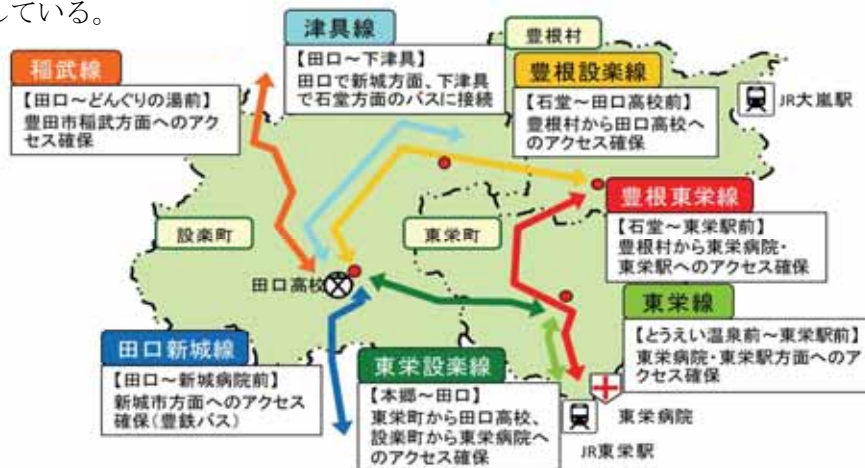 している。
稲武線
【田口～どんぐりの湯前】
豊田市稲武方面へのアク
セス確保
津具線
【田口～下津具】
田口で新城方面、下津具
で石堂方面のバスに接続
豊根村
豊根設楽線
【石堂～田口高校前】
豊根村から田口高校へ
のアクセス確保
JR大嵐駅
豊根東栄線
【石堂～東栄駅前】
豊根村から東栄病院・
東栄駅へのアクセス確保
設楽町
東栄町
田口高校
東栄線
【とうえい温泉前～東栄駅前】
東栄病院・東栄駅方面へのア
クセス確保
田口新城線
【田口～新城病院前】
新城市方面へのアクセス
確保(豊鉄バス)
東栄設楽線
【本郷～田口】
東栄町から田口高校、
設楽町から東栄病院へ
のアクセス確保
東栄病院
JR東栄駅